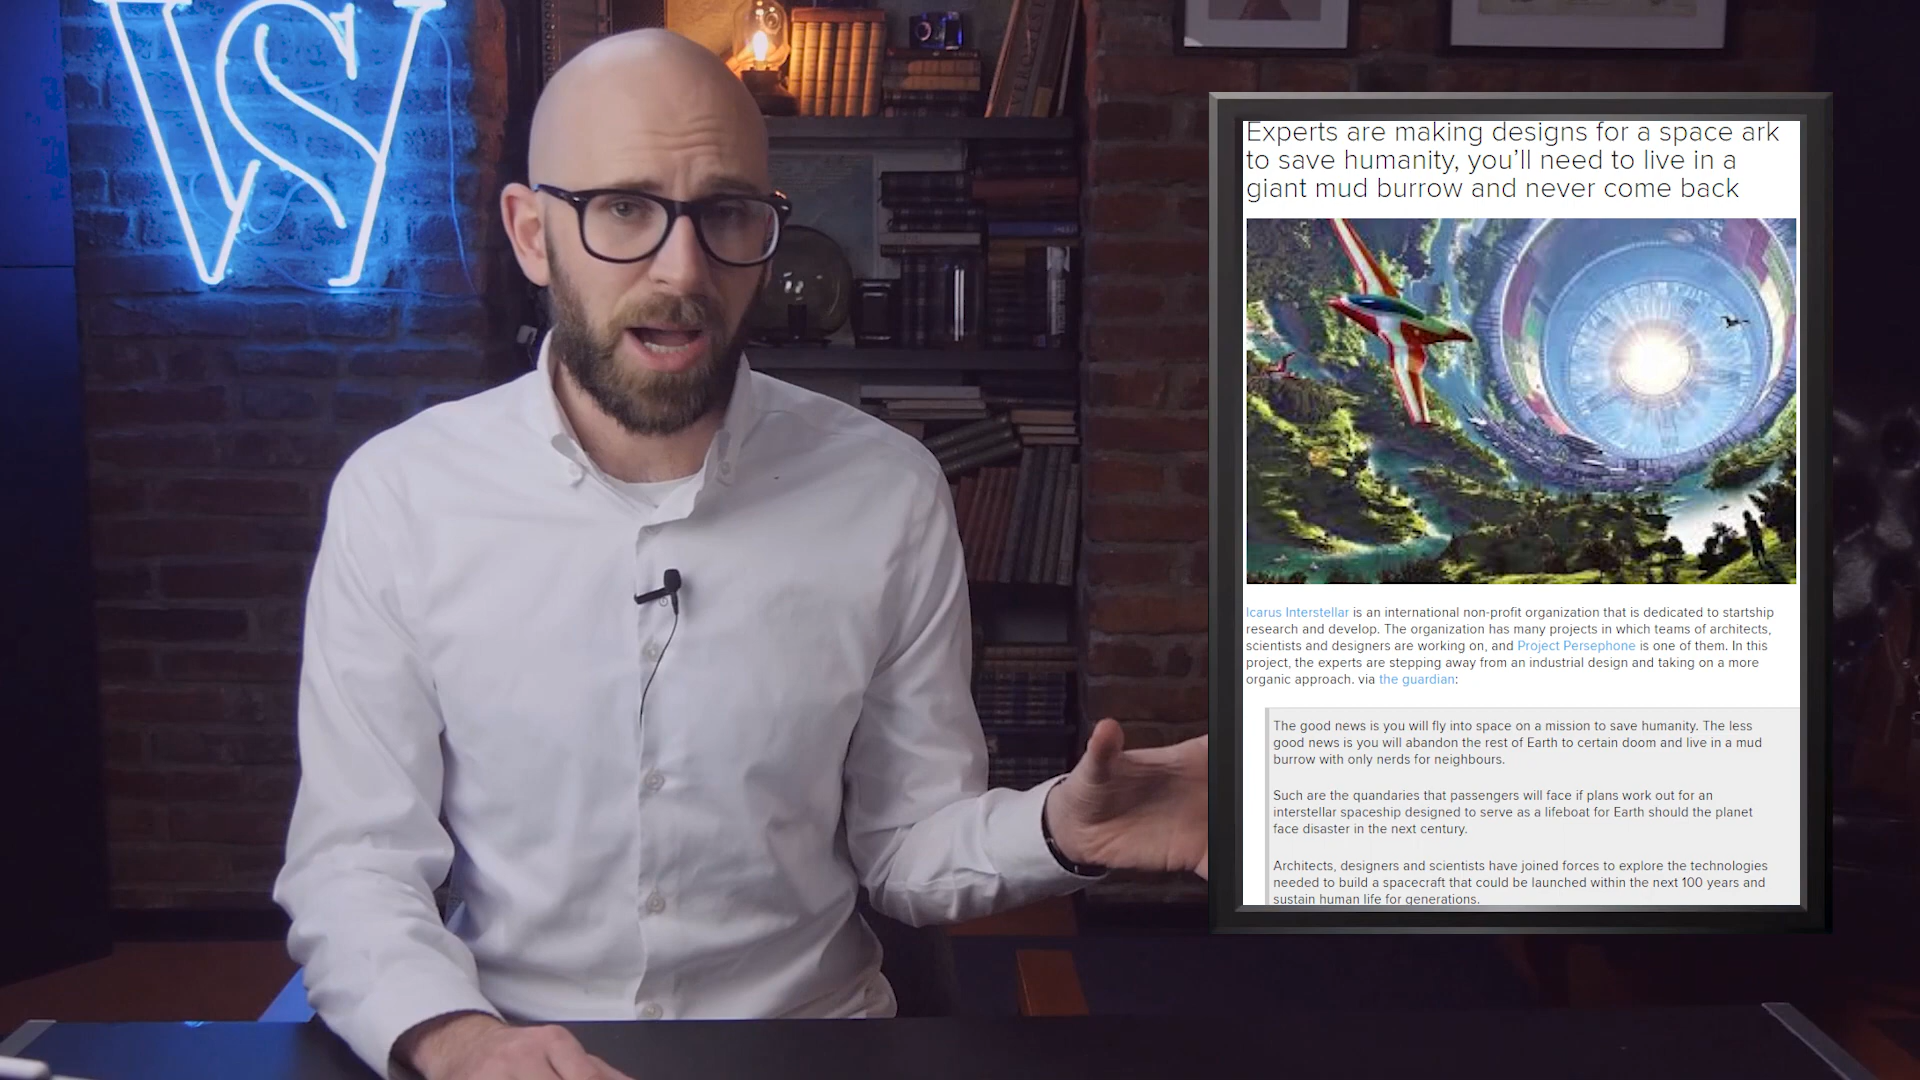 WS
Experts are making designs for a space ark
to save humanity, you'll need to live in a
giant mud burrow and never come back
Icarus Interstellar is an international non-profit organization that is dedicated to startship
research and develop. The organization has many projects in which teams of architects,
scientists and designers are working on, and Project Persephone is one of them. In this
project, the experts are stepping away from an industrial design and taking on a more
organic approach. via the guardian:
The good news is you will fly into space on a mission to save humanity. The less
good news is you will abandon the rest of Earth to certain doom and live in a mud
burrow with only nerds for neighbours.
Such are the quandaries that passengers will face if plans work out for an
interstellar spaceship designed to serve as a lifeboat for Earth should the planet
face disaster in the next century.
Architects, designers and scientists have joined forces to explore the technologies
needed to build a spacecraft that could be launched within the next 100 years and
sustain human life for generations.